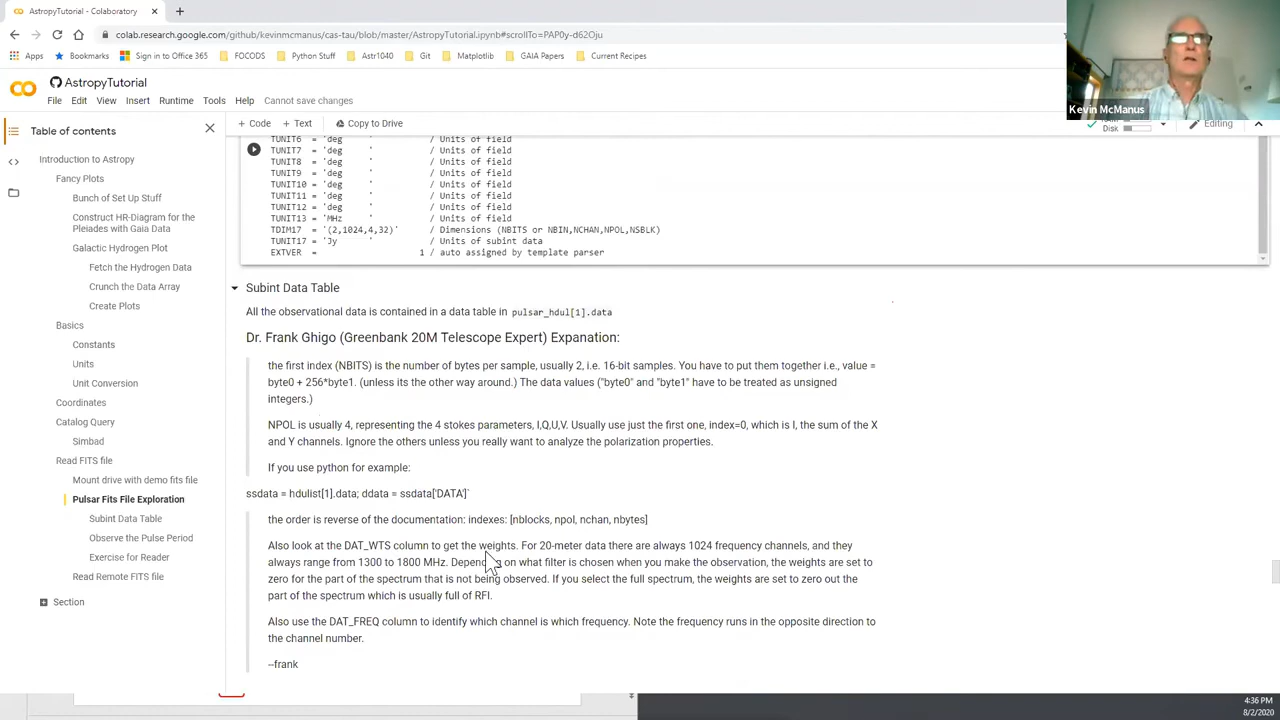 AstropyTutorial - Colaboratory
colab.research.google.com/github/kevinmcmanus/cas-tau/blob/master/AstropyTutorial.ipynb#scrollTo=PAP0y-d62Oju
Apps
Bookmarks
Sign in to Office 365
FOCODS
Python Stuff
Astr1040
Git
Matplotlib
GAIA Papers
Current Recipes
Kevin McManus
AstropyTutorial
File Edit View Insert Runtime Tools Help Cannot save changes
+ Code + Text Copy to Drive
Disk
Editing
Table of contents
Introduction to Astropy
Fancy Plots
Bunch of Set Up Stuff
Construct HR-Diagram for the
Pleiades with Gaia Data
Galactic Hydrogen Plot
Fetch the Hydrogen Data
Crunch the Data Array
Create Plots
Basics
Constants
Units
Unit Conversion
Coordinates
Catalog Query
Simbad
Read FITS file
Mount drive with demo fits file
Pulsar Fits File Exploration
Subint Data Table
Observe the Pulse Period
Exercise for Reader
Read Remote FITS file
Section
TUNIT6 = 'deg ' / Units of field
TUNIT7 = 'deg ' / Units of field
TUNIT8 = 'deg ' / Units of field
TUNIT9 = 'deg ' / Units of field
TUNIT10 = 'deg ' / Units of field
TUNIT11 = 'deg ' / Units of field
TUNIT12 = 'deg ' / Units of field
TUNIT13 = 'MHz ' / Units of field
TDIM17 = '(2,1024,4,32)' / Dimensions (NBITS or NBIN,NCHAN,NPOL,NSBLK)
TUNIT17 = 'Jy ' / Units of subint data
EXTVER = 1 / auto assigned by template parser
Subint Data Table
All the observational data is contained in a data table in pulsar_hdul[1].data
Dr. Frank Ghigo (Greenbank 20M Telescope Expert) Expanation:
the first index (NBITS) is the number of bytes per sample, usually 2, i.e. 16-bit samples. You have to put them together i.e., value =
byte0 + 256*byte1. (unless its the other way around.) The data values ("byte0" and "byte1" have to be treated as unsigned
integers.)
NPOL is usually 4, representing the 4 stokes parameters, I,Q,U,V. Usually use just the first one, index=0, which is I, the sum of the X
and Y channels. Ignore the others unless you really want to analyze the polarization properties.
If you use python for example:
ssdata = hdulist[1].data; ddata = ssdata['DATA']`
the order is reverse of the documentation: indexes: [nblocks, npol, nchan, nbytes]
Also look at the DAT_WTS column to get the weights. For 20-meter data there are always 1024 frequency channels, and they
always range from 1300 to 1800 MHz. Depending on what filter is chosen when you make the observation, the weights are set to
zero for the part of the spectrum that is not being observed. If you select the full spectrum, the weights are set to zero out the
part of the spectrum which is usually full of RFI.
Also use the DAT_FREQ column to identify which channel is which frequency. Note the frequency runs in the opposite direction to
the channel number.
--frank
4:36 PM
8/2/2020